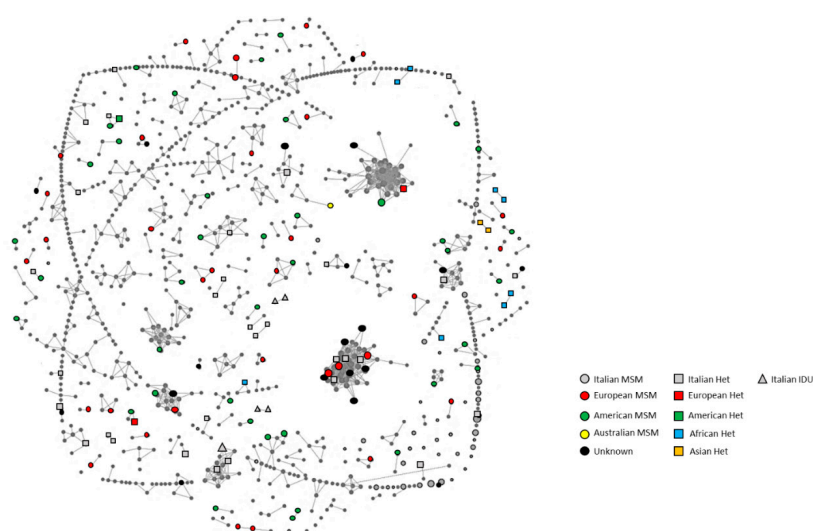 Italian MSM Italian Het Italian IDU
European MSM European Het
American MSM American Het
Australian MSM African Het
Unknown Asian Het